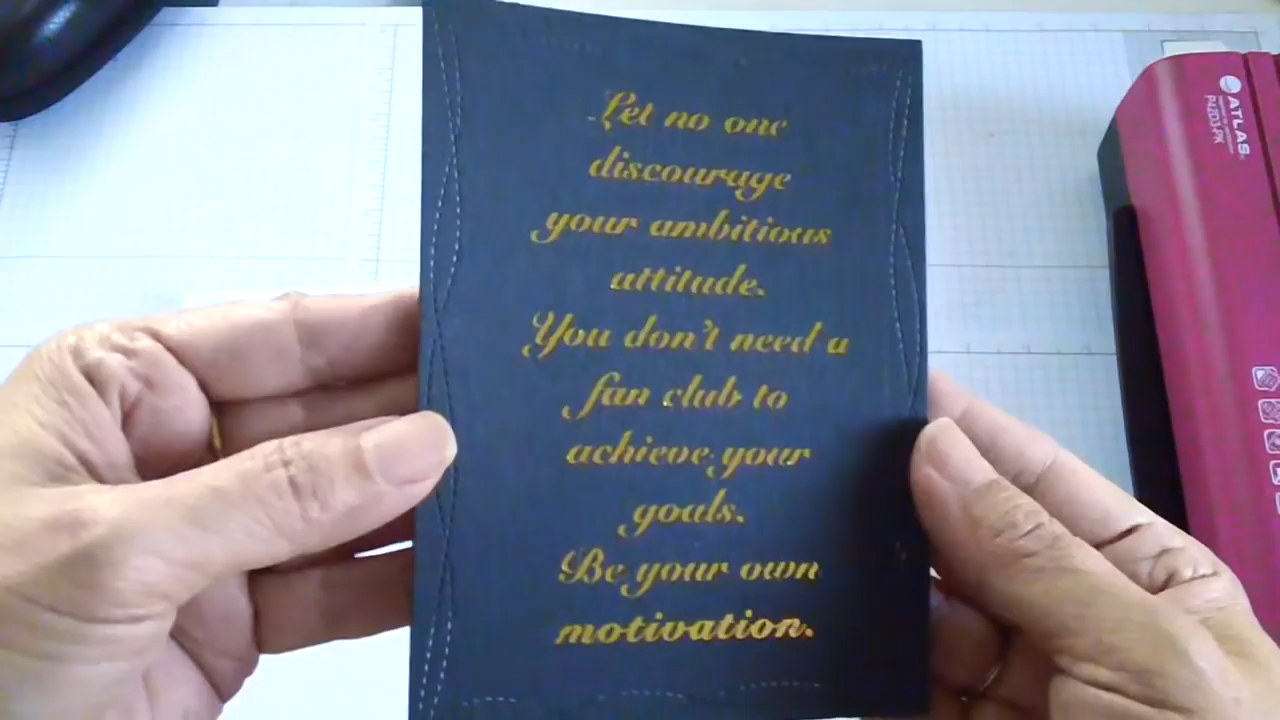 Let no one
discourage
your ambitious
attitude.
You don't need a
fan club to
achieve your
goals.
Be your own
motivation.
ATLAS